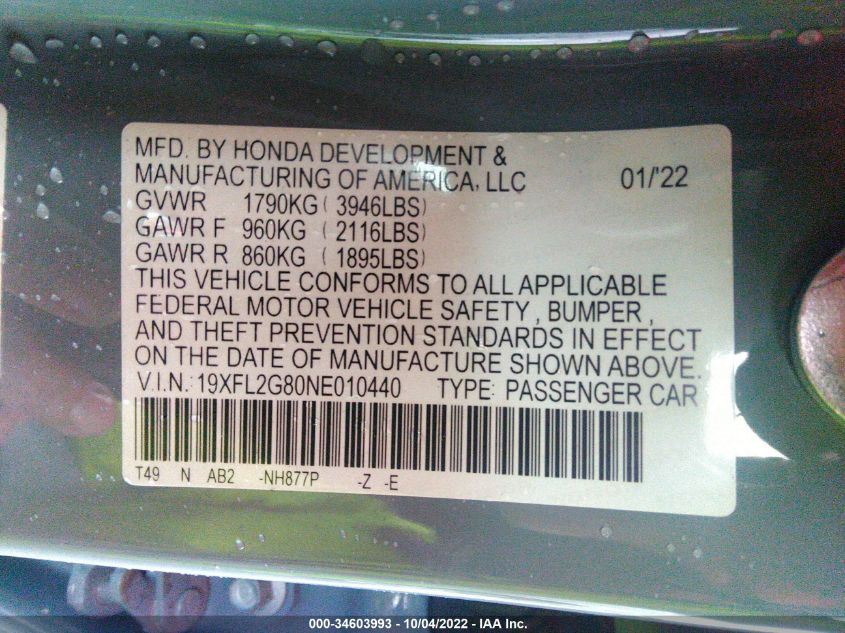 MFD. BY HONDA DEVELOPMENT &
MANUFACTURING OF AMERICA, LLC 01/'22
GVWR 1790KG ( 3946LBS)
GAWR F 960KG ( 2116LBS)
GAWR R 860KG ( 1895LBS)
THIS VEHICLE CONFORMS TO ALL APPLICABLE
FEDERAL MOTOR VEHICLE SAFETY , BUMPER ,
AND THEFT PREVENTION STANDARDS IN EFFECT
ON THE DATE OF MANUFACTURE SHOWN ABOVE.
V.I.N.: 19XFL2G80NE010440 TYPE: PASSENGER CAR
T49 N AB2 -NH877P -Z -E
000-34603993 - 10/04/2022 - IAA Inc.